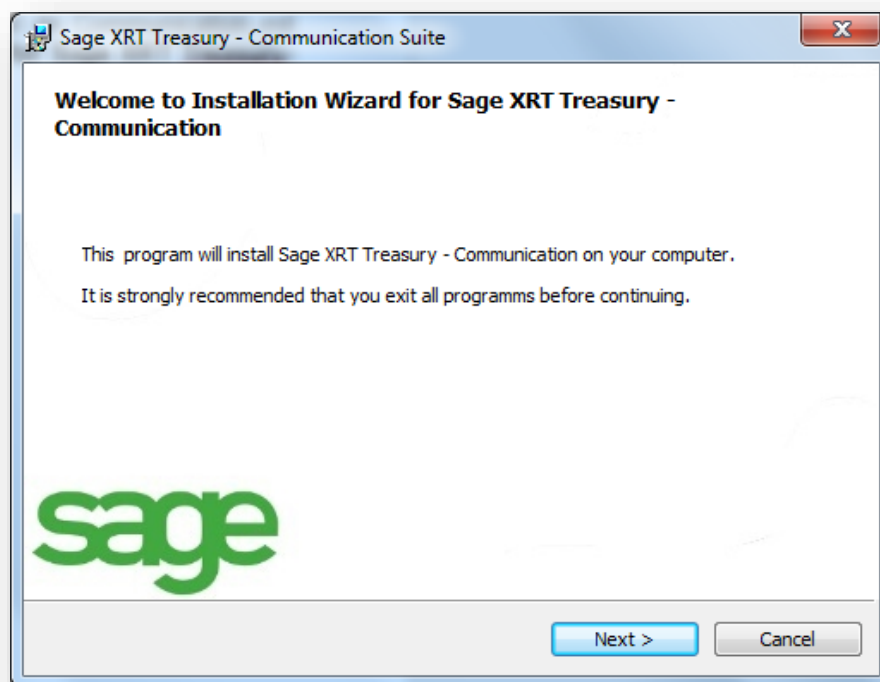 Sage XRT Treasury - Communication Suite
Welcome to Installation Wizard for Sage XRT Treasury -
Communication
This  program will install Sage XRT Treasury - Communication on your computer.
It is strongly recommended that you exit all programms before continuing.
sage
Next >
Cancel